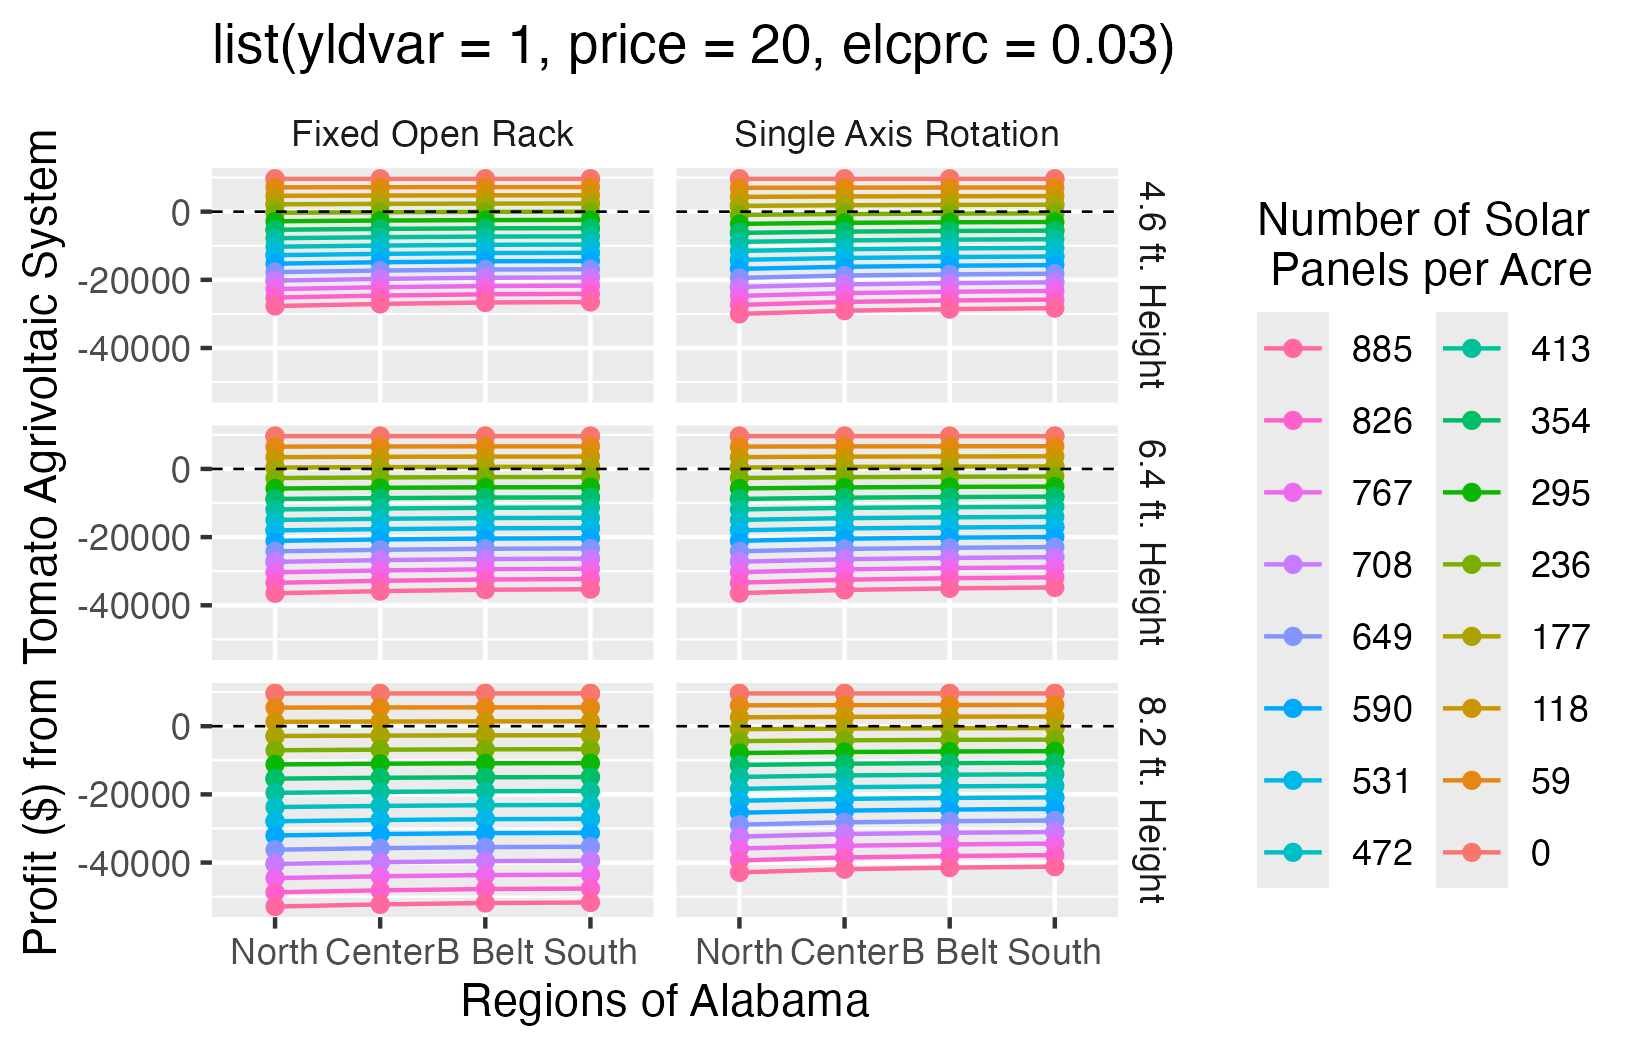 list(yldvar = 1, price = 20, elcprc = 0.03)
Fixed Open Rack
Single Axis Rotation
Profit ($) from Tomato Agrivoltaic System
0
-20000
-40000
4.6 ft. Height
0
-20000
-40000
6.4 ft. Height
0
-20000
-40000
8.2 ft. Height
North Center B Belt South
North Center B Belt South
Regions of Alabama
Number of Solar
Panels per Acre
885 413
826 354
767 295
708 236
649 177
590 118
531 59
472 0